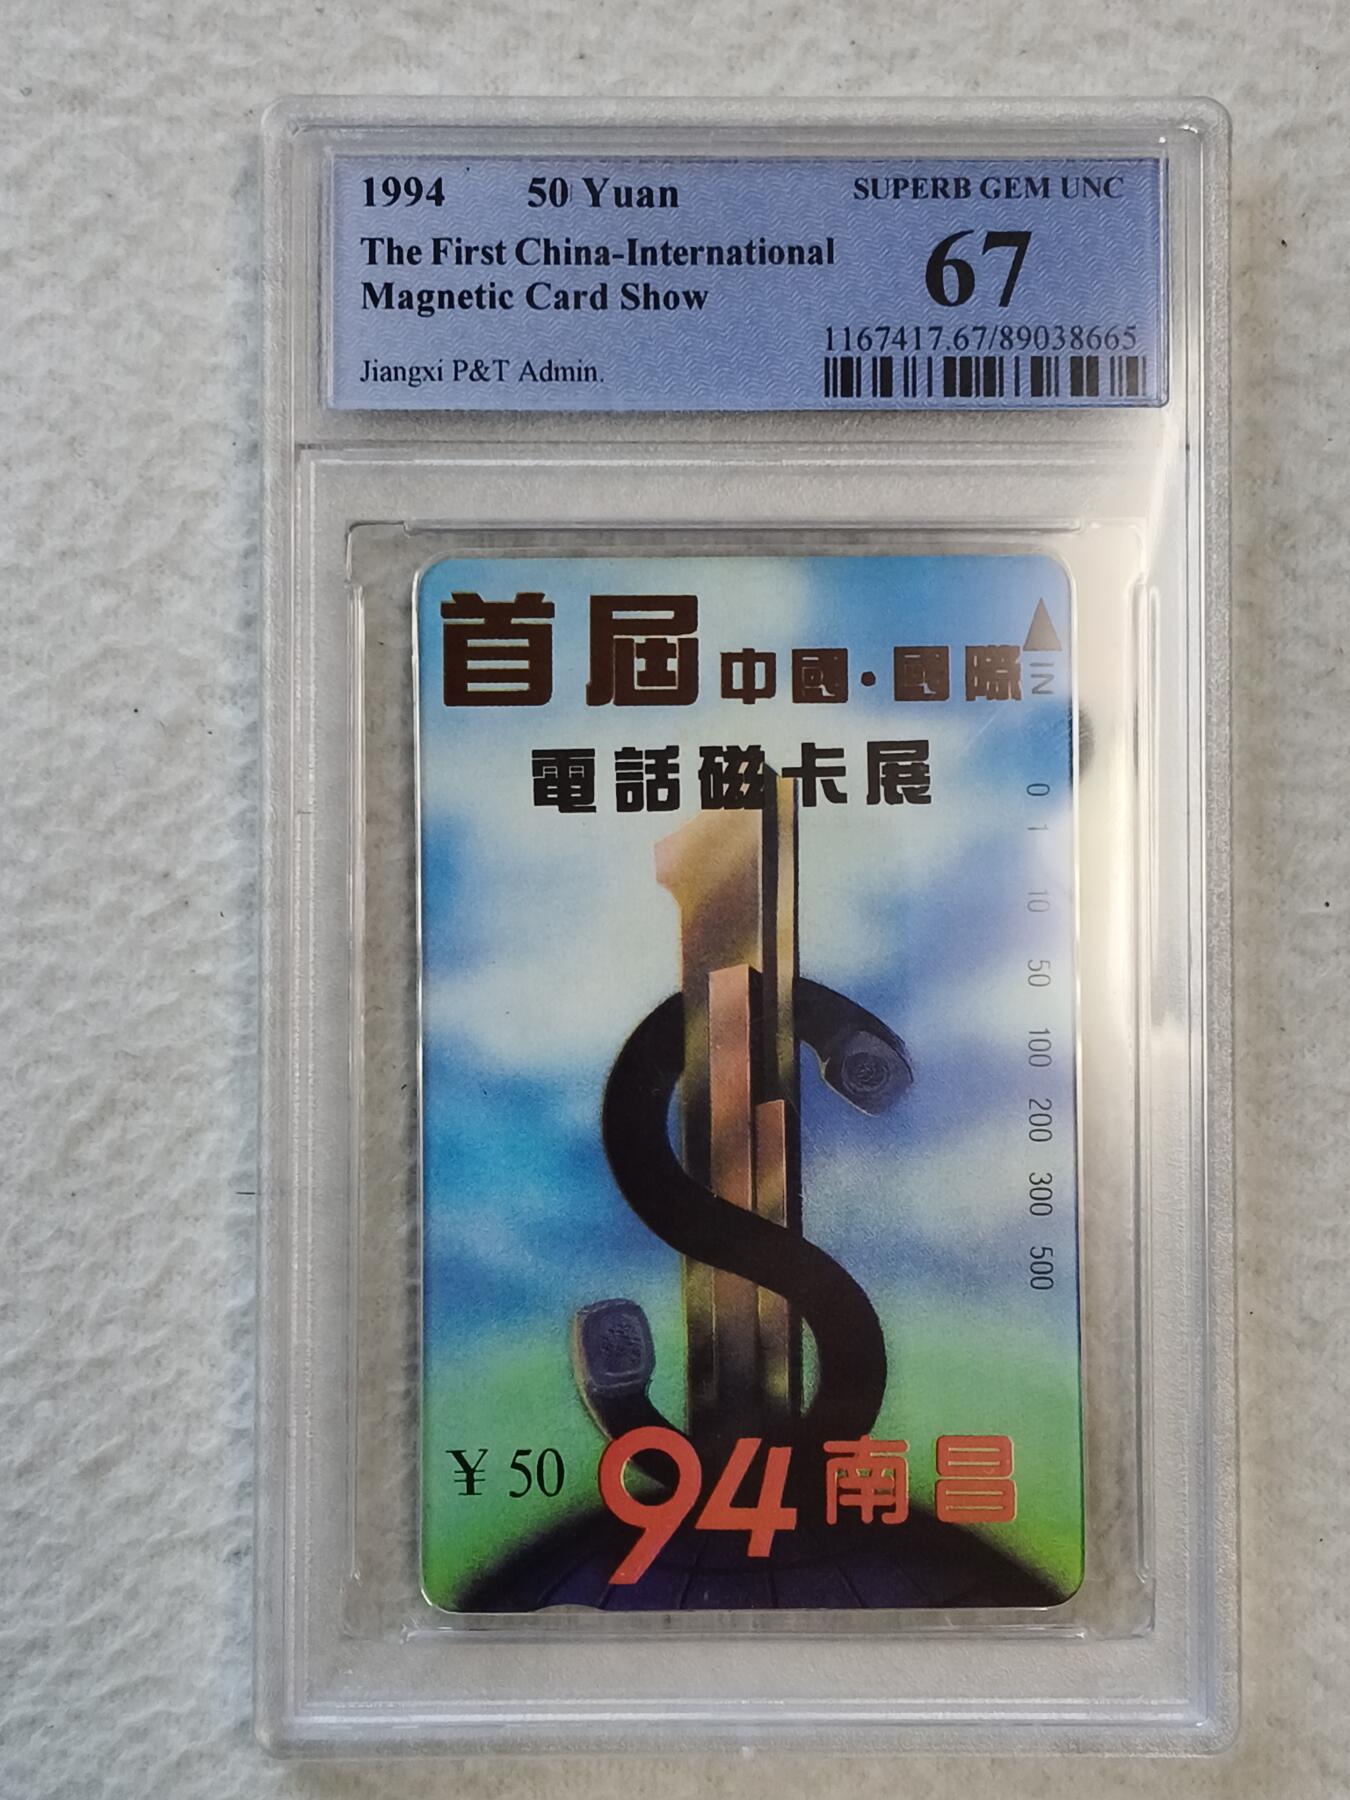 1994 50 Yuan
SUPERB GEM UNC
The First China-International
Magnetic Card Show
67
1167417.67/89038665
Jiangxi P&T Admin.
首屆中國·國際
電話磁卡展
IN
0 1 10 50 100 200 300 500
¥50 94南昌